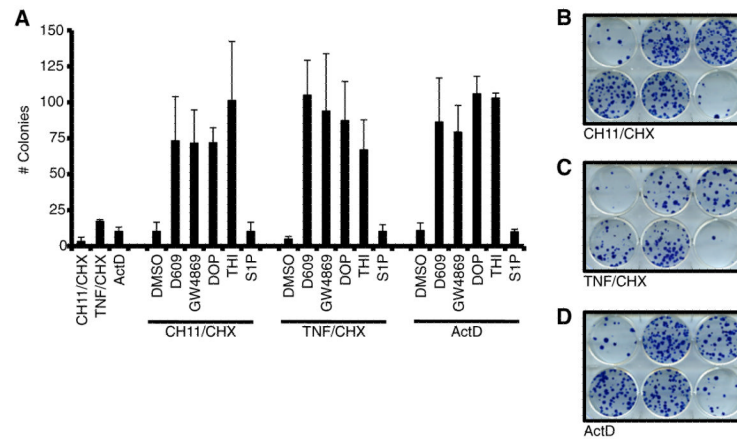 A
150
125
100
75
50
25
0
# Colonies
CH11/CHX
TNF/CHX
ActD
DMSO
D609
GW4869
DOP
THI
S1P
DMSO
D609
GW4869
DOP
THI
S1P
DMSO
D609
GW4869
DOP
THI
S1P
CH11/CHX
TNF/CHX
ActD
B
CH11/CHX
C
TNF/CHX
D
ActD